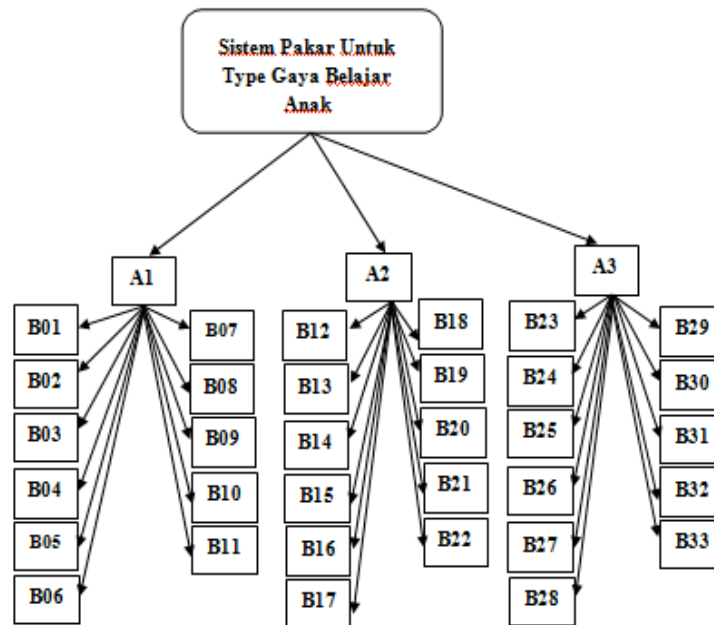 Sistem Pakar Untuk
Type Gaya Belajar
Anak
A1
A2
A3
B01
B02
B03
B04
B05
B06
B07
B08
B09
B10
B11
B12
B13
B14
B15
B16
B17
B18
B19
B20
B21
B22
B23
B24
B25
B26
B27
B28
B29
B30
B31
B32
B33